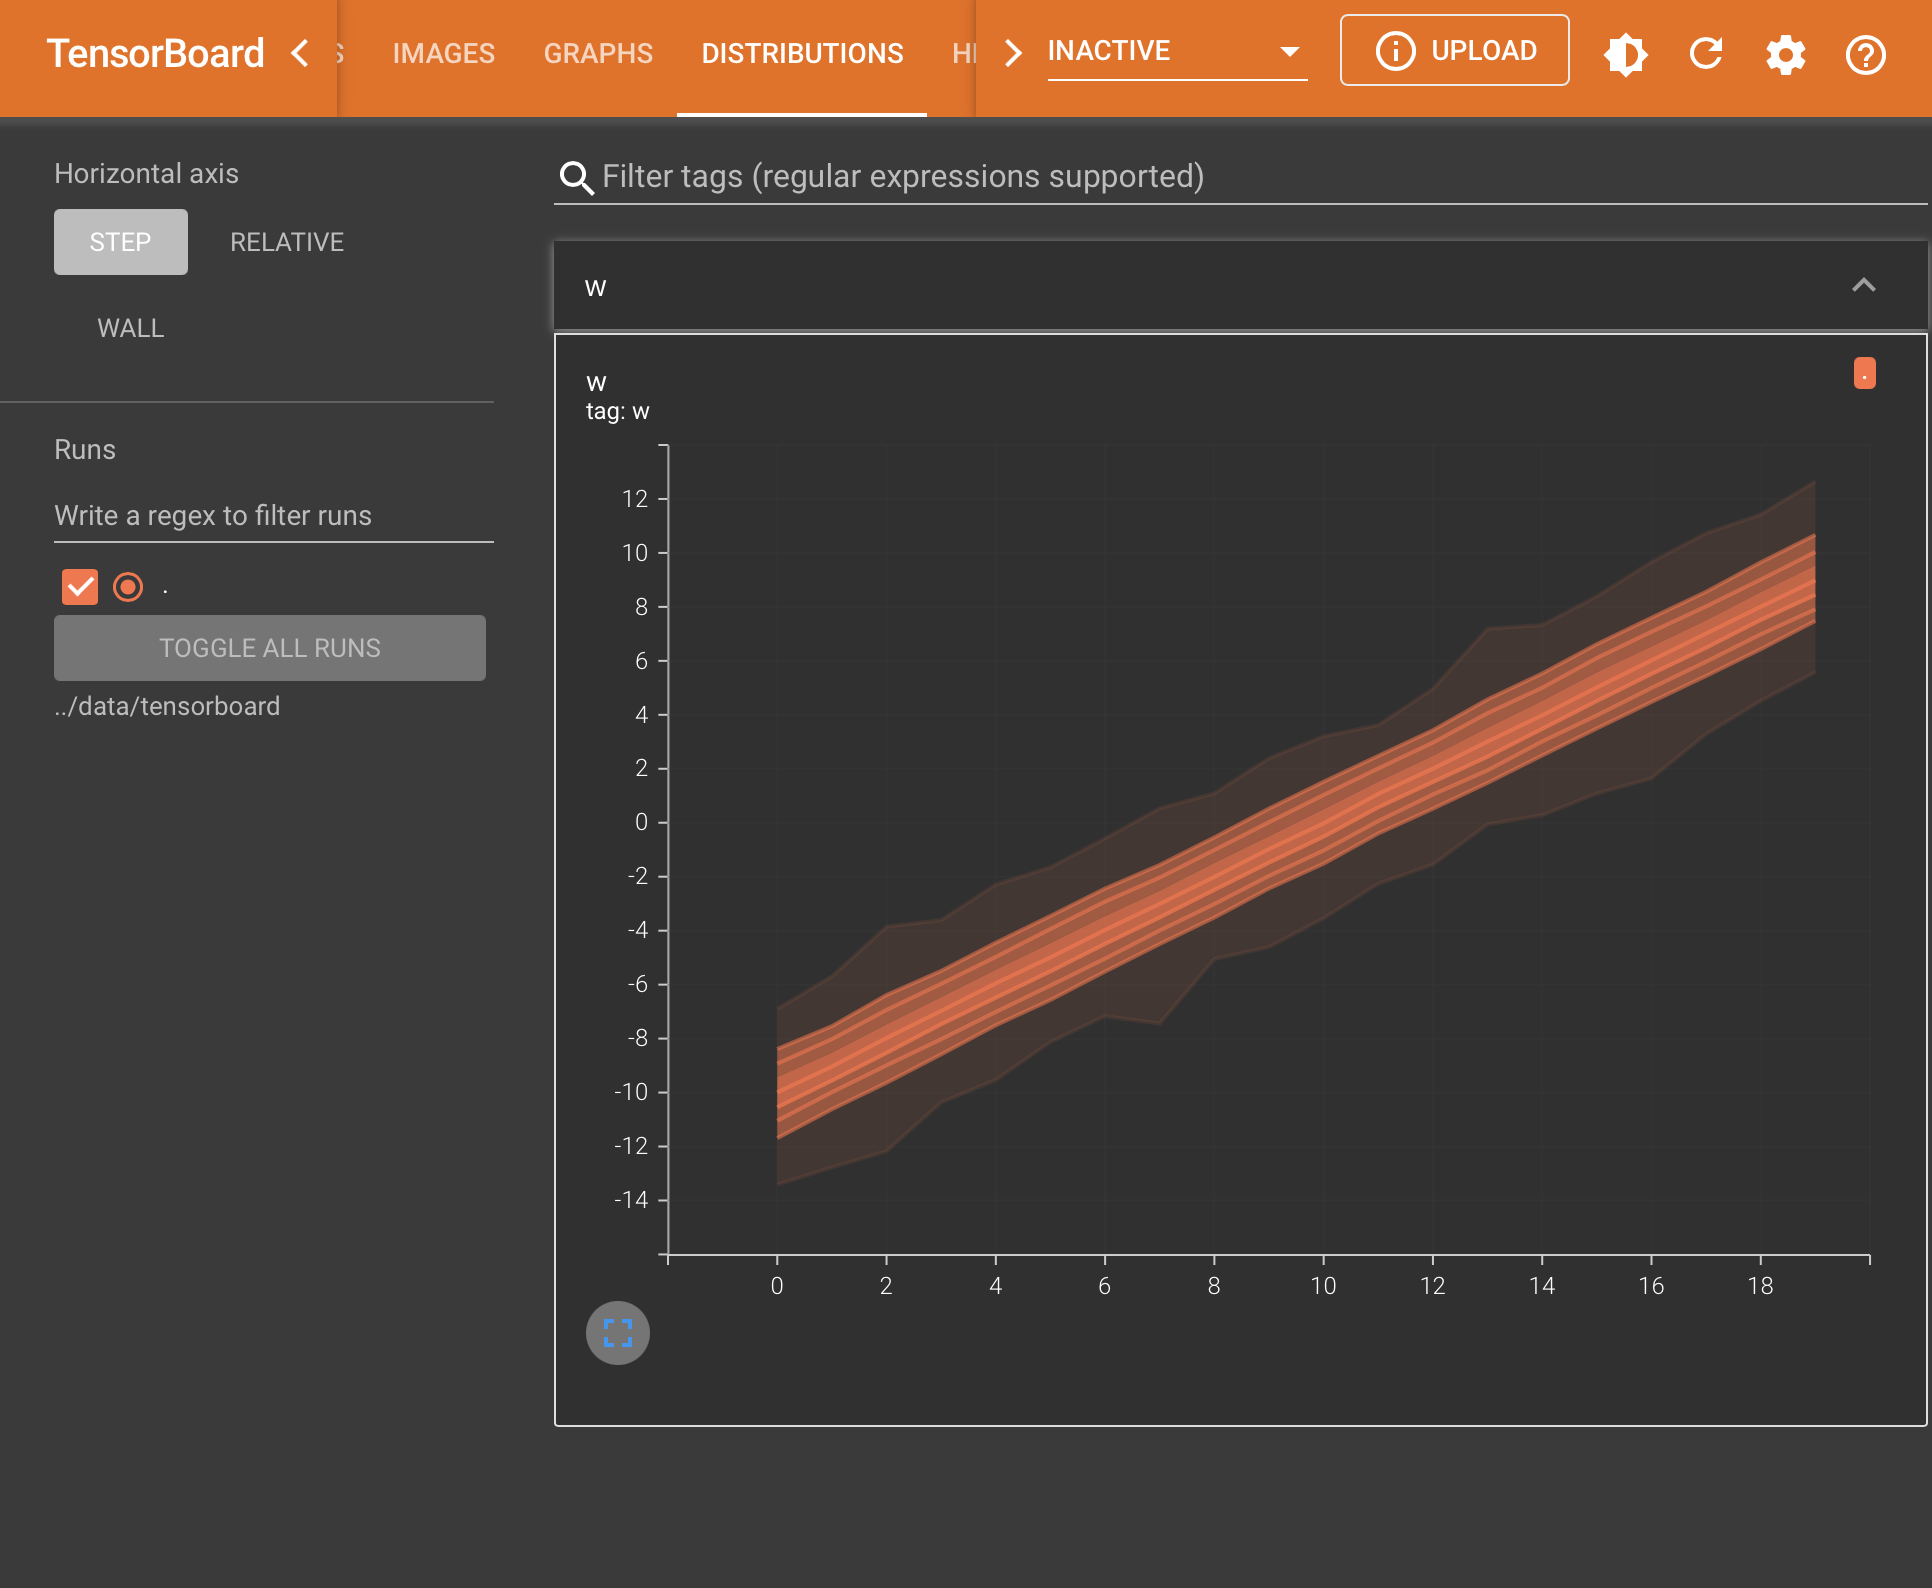 TensorBoard
IMAGES GRAPHS DISTRIBUTIONS
INACTIVE
UPLOAD
Horizontal axis
STEP RELATIVE
WALL
Runs
Write a regex to filter runs
.
TOGGLE ALL RUNS
../data/tensorboard
Filter tags (regular expressions supported)
w
w
.
tag: w
12
10
8
6
4
2
0
-2
-4
-6
-8
-10
-12
-14
0 2 4 6 8 10 12 14 16 18